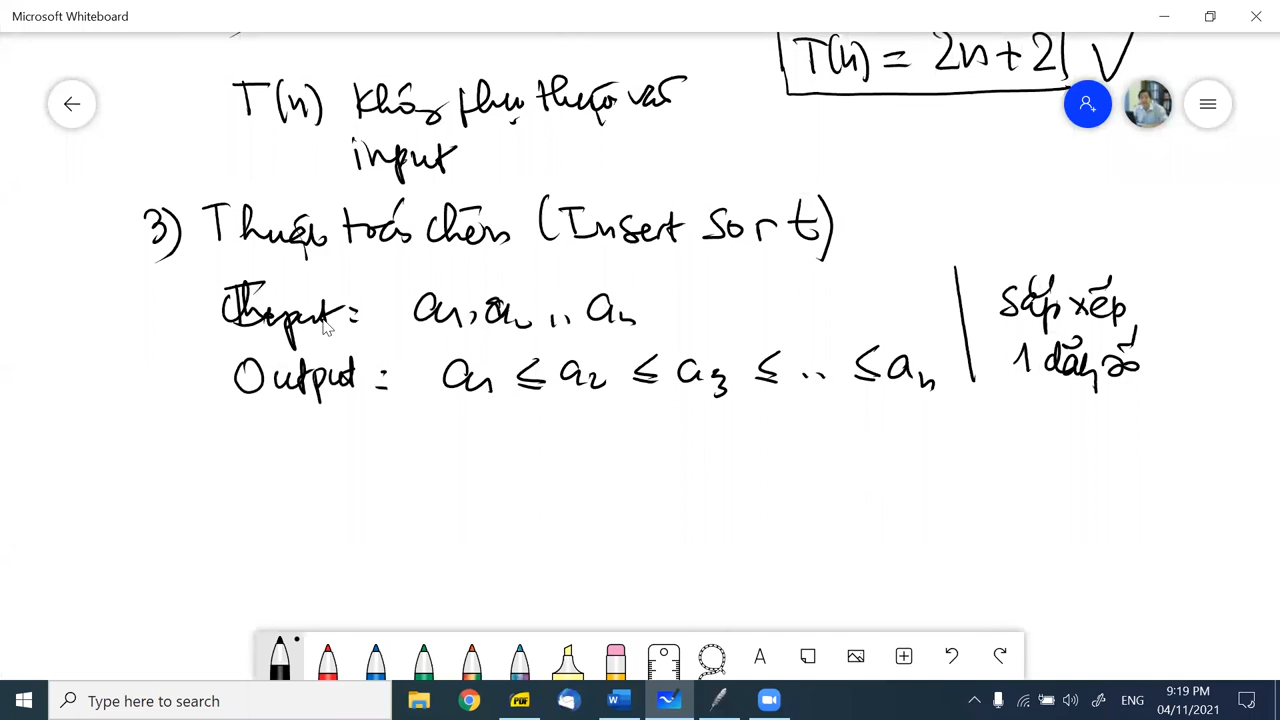 Microsoft Whiteboard
T(n) = 2n + 2
T(n) không phụ thuộc vào
input
3) Thuật toán chèn (Insert sort)
Input: a1, a2, .. an
Output: a1 ≤ a2 ≤ a3 ≤ .. ≤ an
Sắp xếp
1 dãy số
Type here to search
PDF
ENG
9:19 PM
04/11/2021